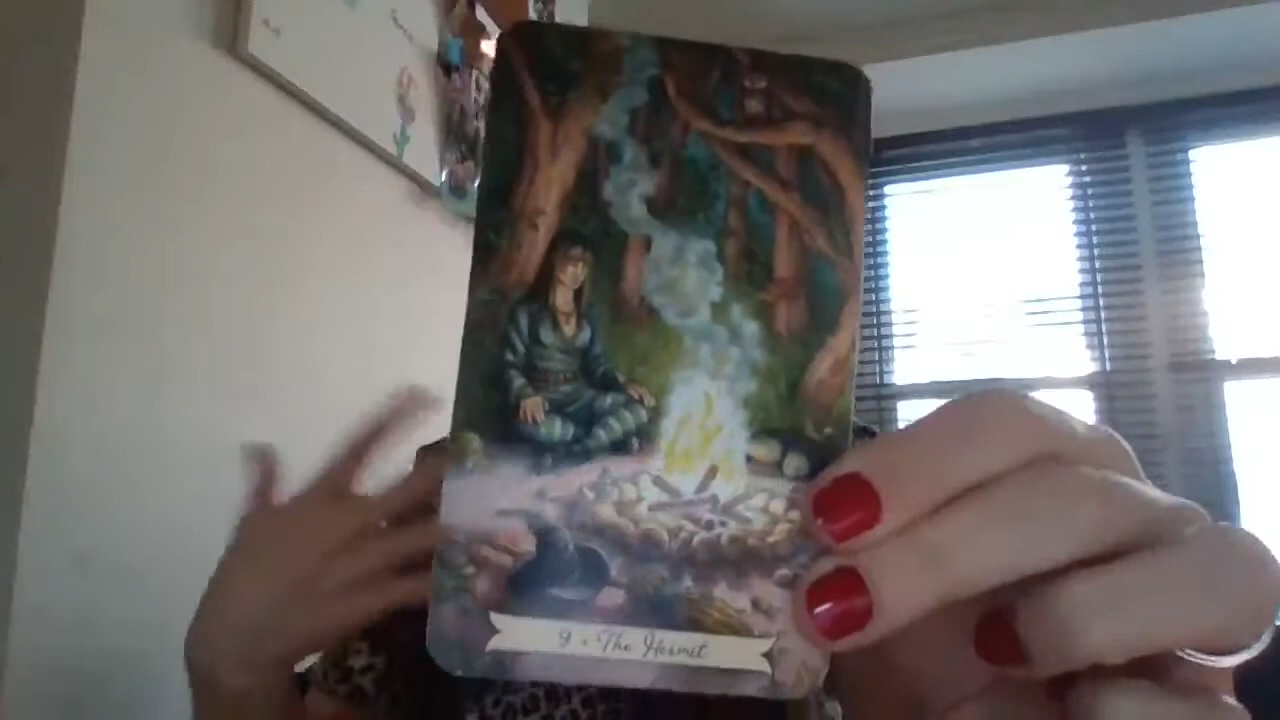 9 • The Hermit